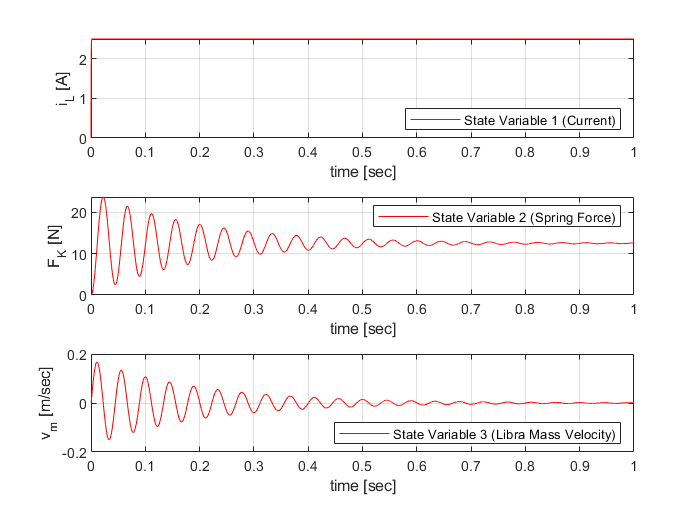 2
1
0
i_L [A]
State Variable 1 (Current)
0 0.1 0.2 0.3 0.4 0.5 0.6 0.7 0.8 0.9 1
time [sec]
20
10
0
F_K [N]
State Variable 2 (Spring Force)
0 0.1 0.2 0.3 0.4 0.5 0.6 0.7 0.8 0.9 1
time [sec]
0.2
0
-0.2
v_m [m/sec]
State Variable 3 (Libra Mass Velocity)
0 0.1 0.2 0.3 0.4 0.5 0.6 0.7 0.8 0.9 1
time [sec]